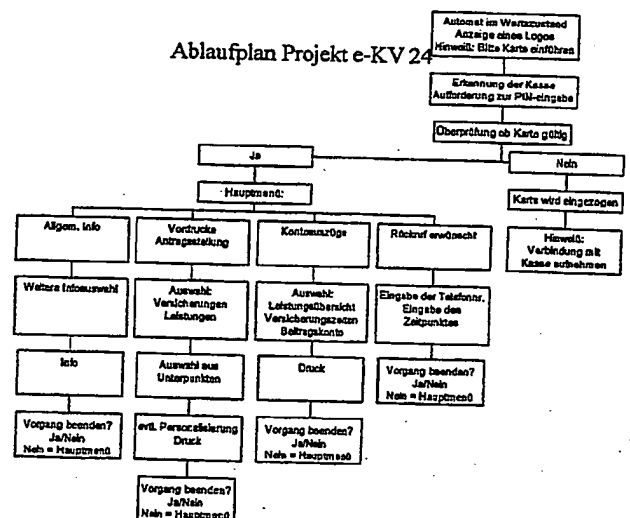 Automat im Wartezustand
Anzeige eines Logos
Hinweiß: Bitte Karte einführen
Ablaufplan Projekt e-KV 24
Erkennung der Kasse
Aufforderung zur PIN-eingabe
Überprüfung ob Karte gültig
Ja
Nein
Hauptmenü:
Karte wird eingezogen
Hinweiß:
Verbindung mit
Kasse aufnehmen
Allgem. Info
Vordrucke
Antragsstellung
Kontoauszüge
Rückruf erwünscht
Weitere Infoauswahl
Auswahl:
Versicherungen
Leistungen
Auswahl:
Leistungsübersicht
Versicherungszeiten
Beitragskonto
Eingabe der Telefonnr.
Eingabe des
Zeitpunktes
Info
Auswahl aus
Unterpunkten
Druck
Vorgang beenden?
Ja/Nein
Nein = Hauptmenü
Vorgang beenden?
Ja/Nein
Nein = Hauptmenü
evtl. Personalisierung
Druck
Vorgang beenden?
Ja/Nein
Nein = Hauptmenü
Vorgang beenden?
Ja/Nein
Nein = Hauptmenü